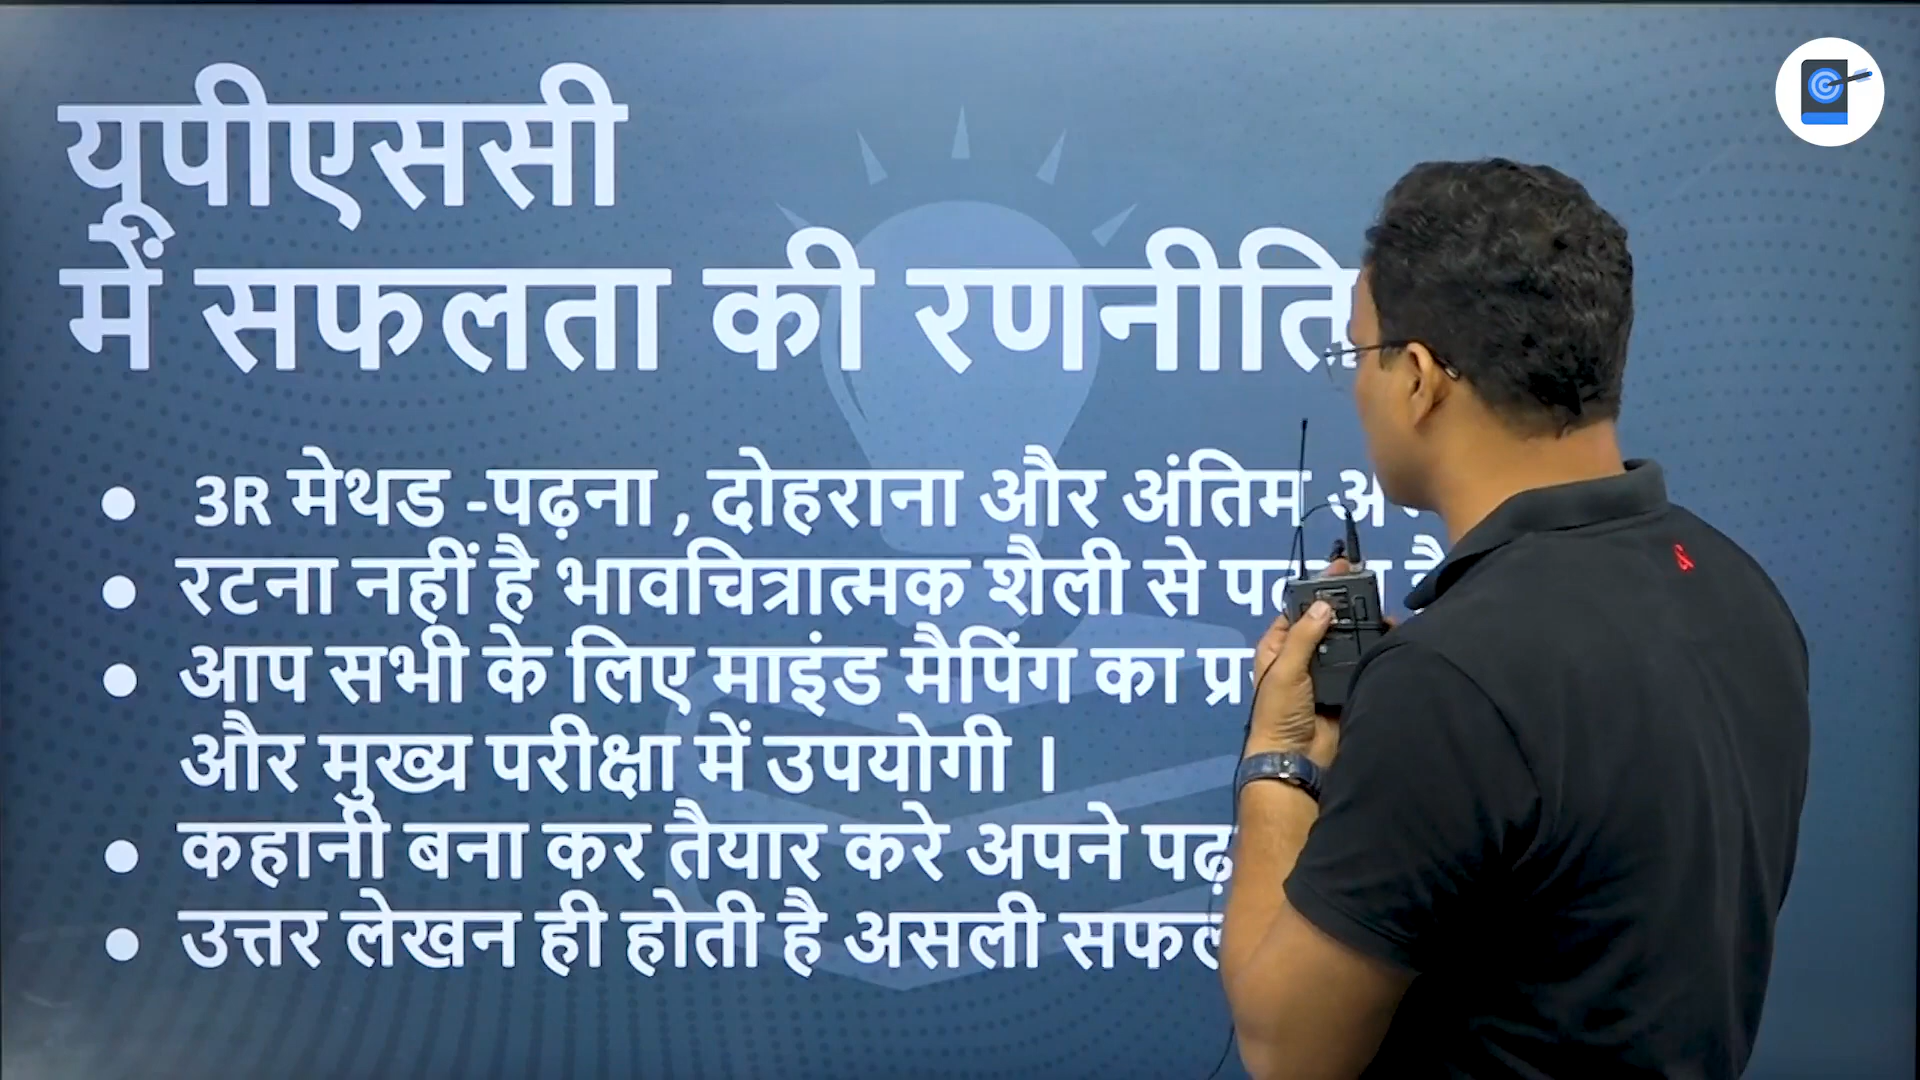 यूपीएससी
में सफलता की रणनीति
3R मेथड -पढ़ना , दोहराना और अंतिम
रटना नहीं है भावचित्रात्मक शैली से
आप सभी के लिए माइंड मैपिंग का
और मुख्य परीक्षा में उपयोगी ।
कहानी बना कर तैयार करे अपने
उत्तर लेखन ही होती है असली